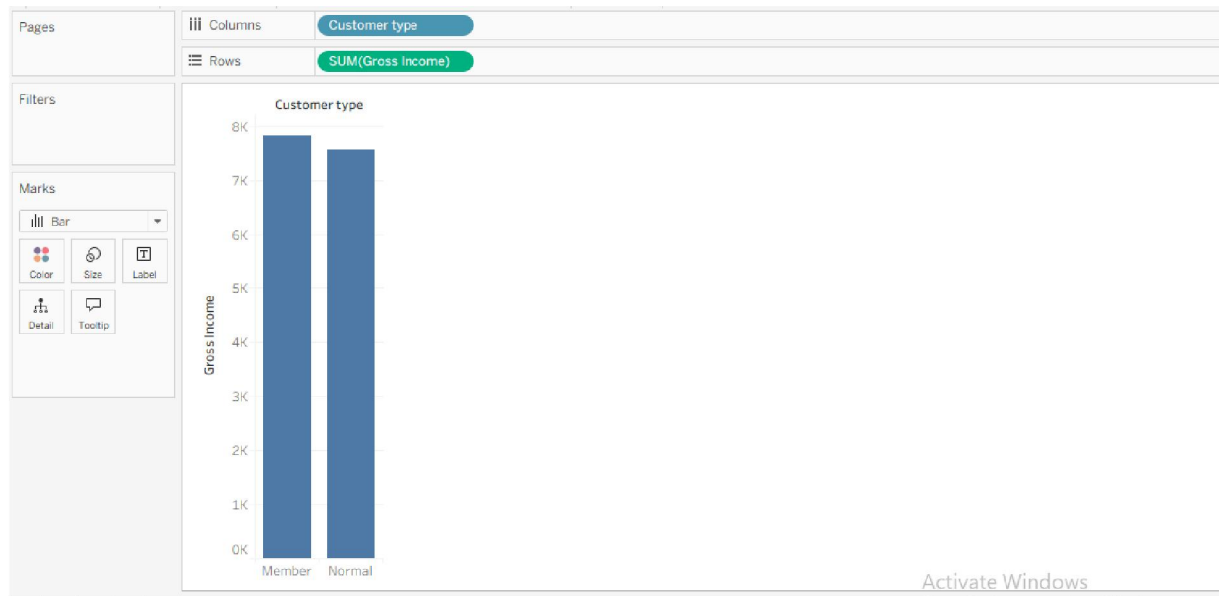 Pages
Columns
Customer type
Rows
SUM(Gross Income)
Filters
Marks
Bar
Color
Size
Label
Detail
Tooltip
Customer type
8K
7K
6K
5K
4K
3K
2K
1K
0K
Gross Income
Member
Normal
Activate Windows